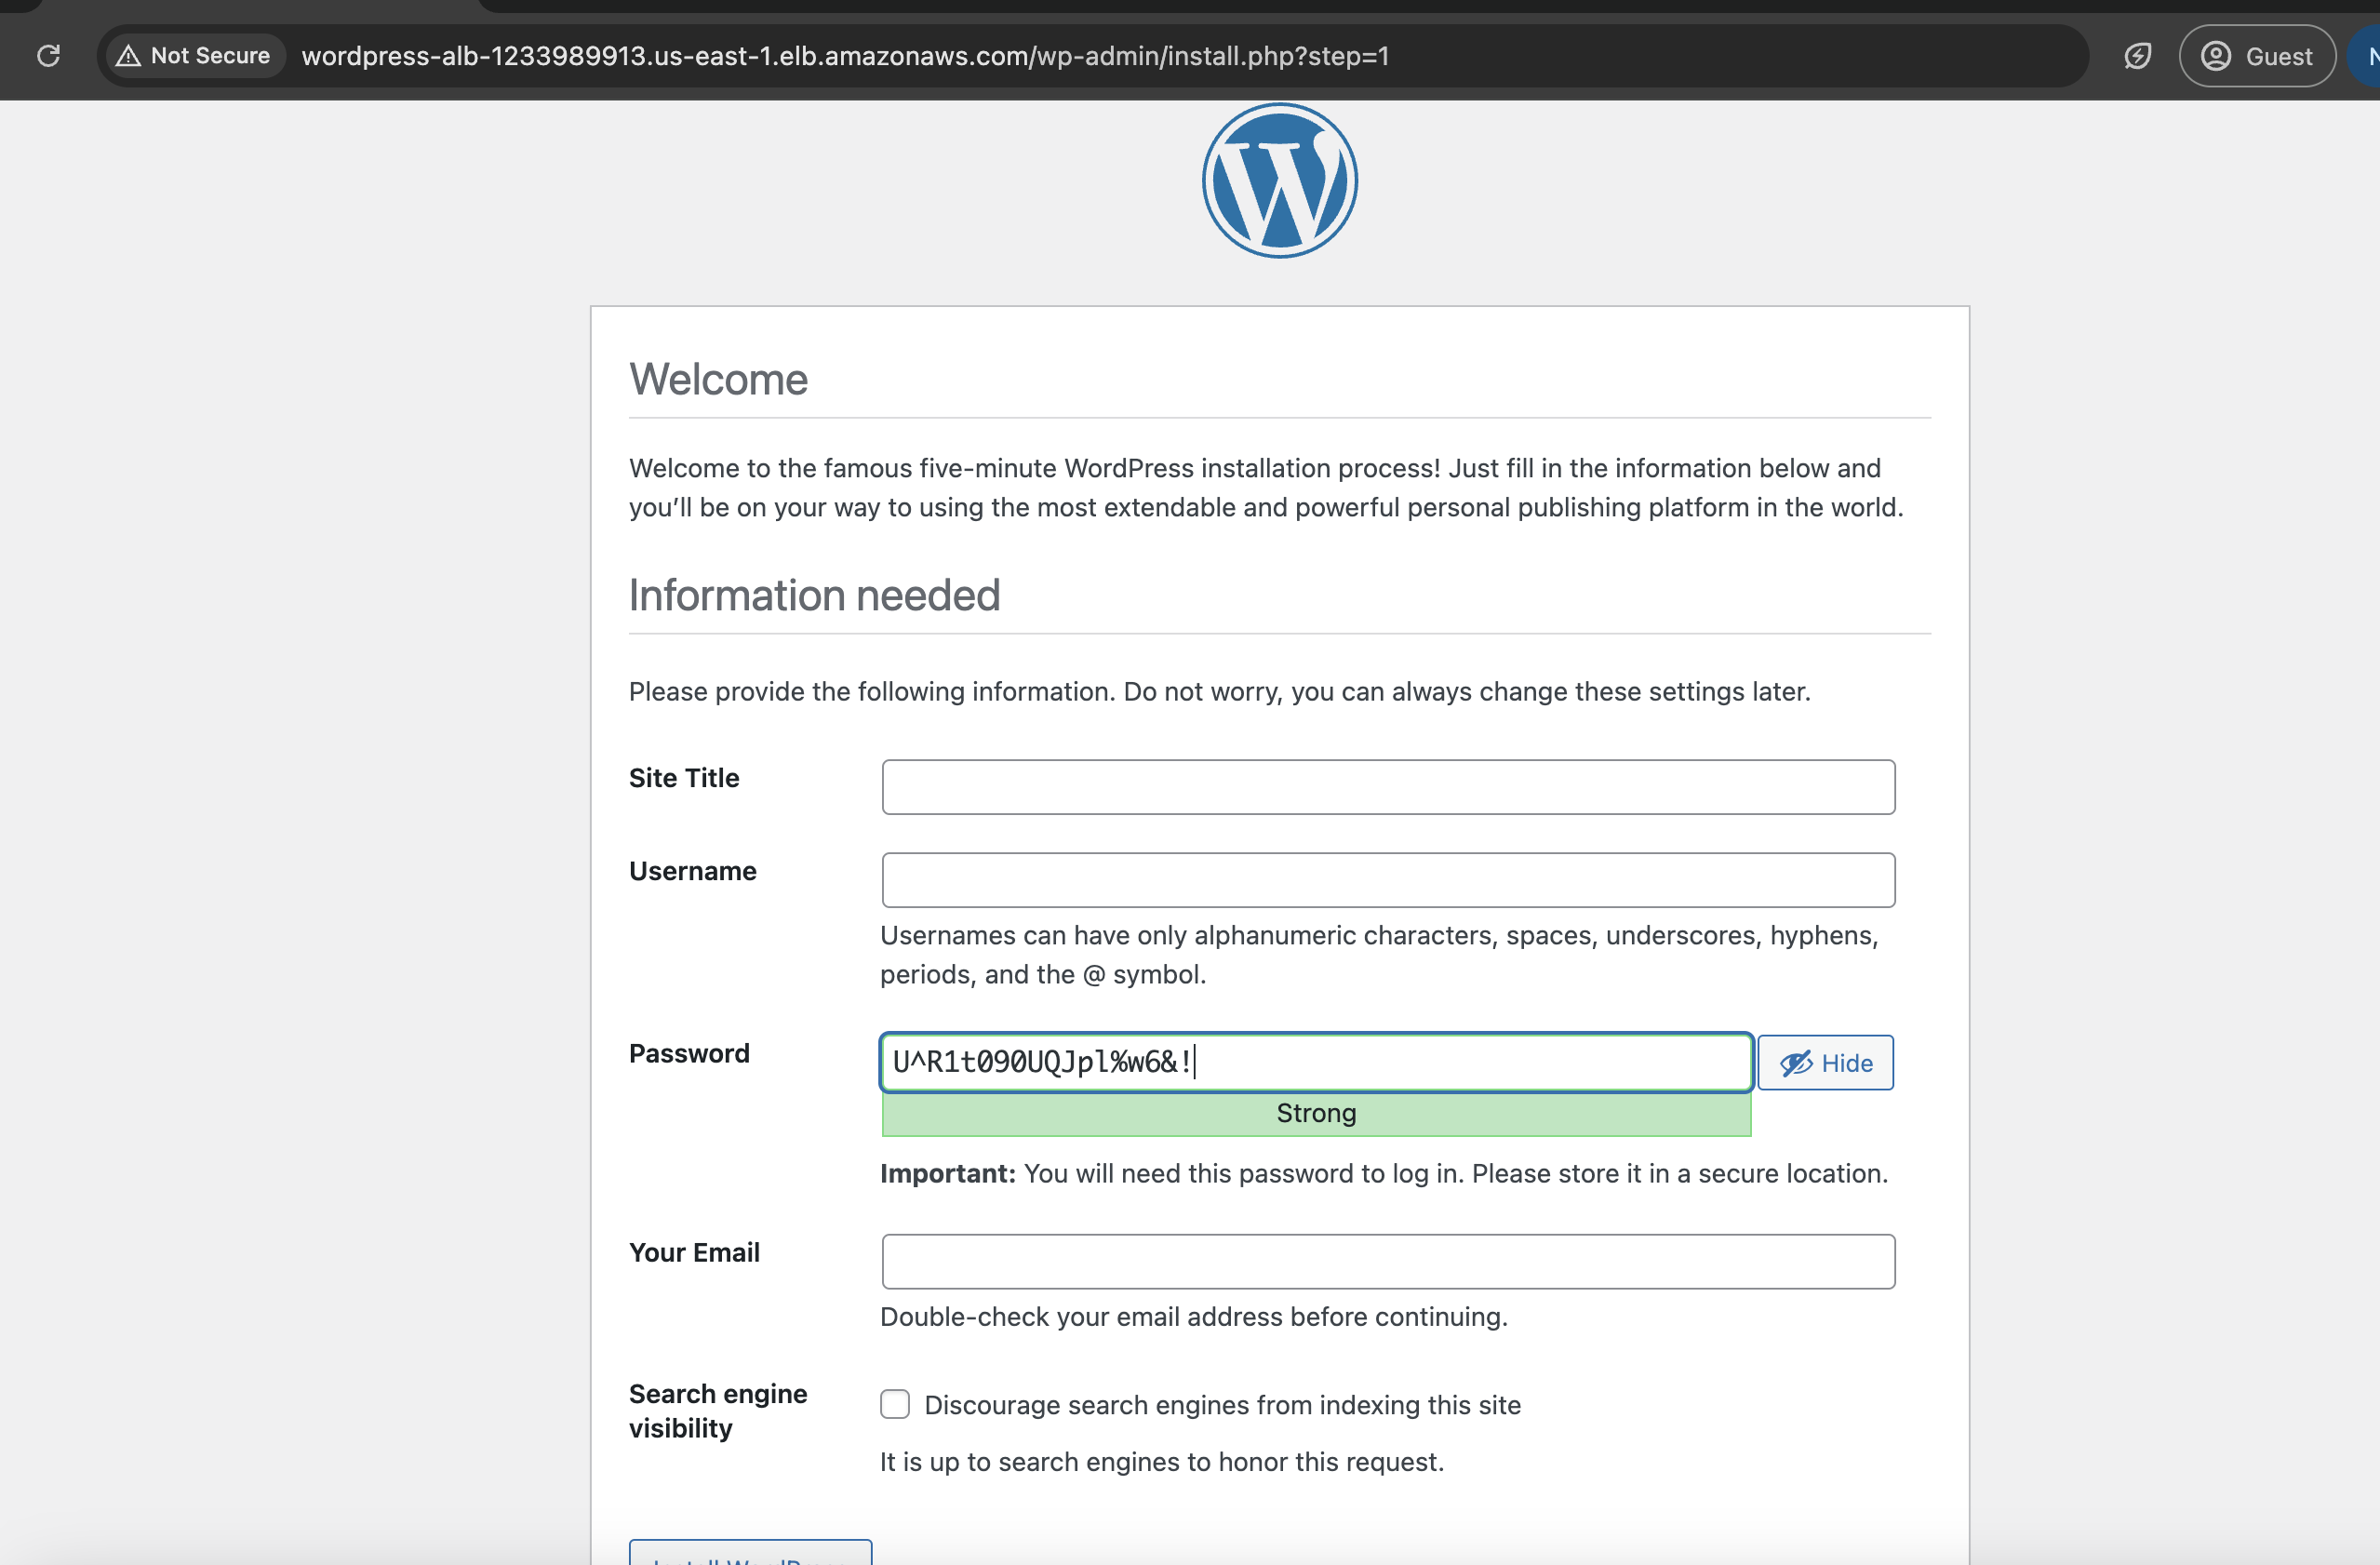 Not Secure wordpress-alb-1233989913.us-east-1.elb.amazonaws.com/wp-admin/install.php?step=1 Guest N
Welcome
Welcome to the famous five-minute WordPress installation process! Just fill in the information below and
you’ll be on your way to using the most extendable and powerful personal publishing platform in the world.
Information needed
Please provide the following information. Do not worry, you can always change these settings later.
Site Title
Username
Usernames can have only alphanumeric characters, spaces, underscores, hyphens,
periods, and the @ symbol.
Password U^R1t090UQJpl%w6&! Hide
Strong
Important: You will need this password to log in. Please store it in a secure location.
Your Email
Double-check your email address before continuing.
Search engine
visibility
Discourage search engines from indexing this site
It is up to search engines to honor this request.
Install WordPress